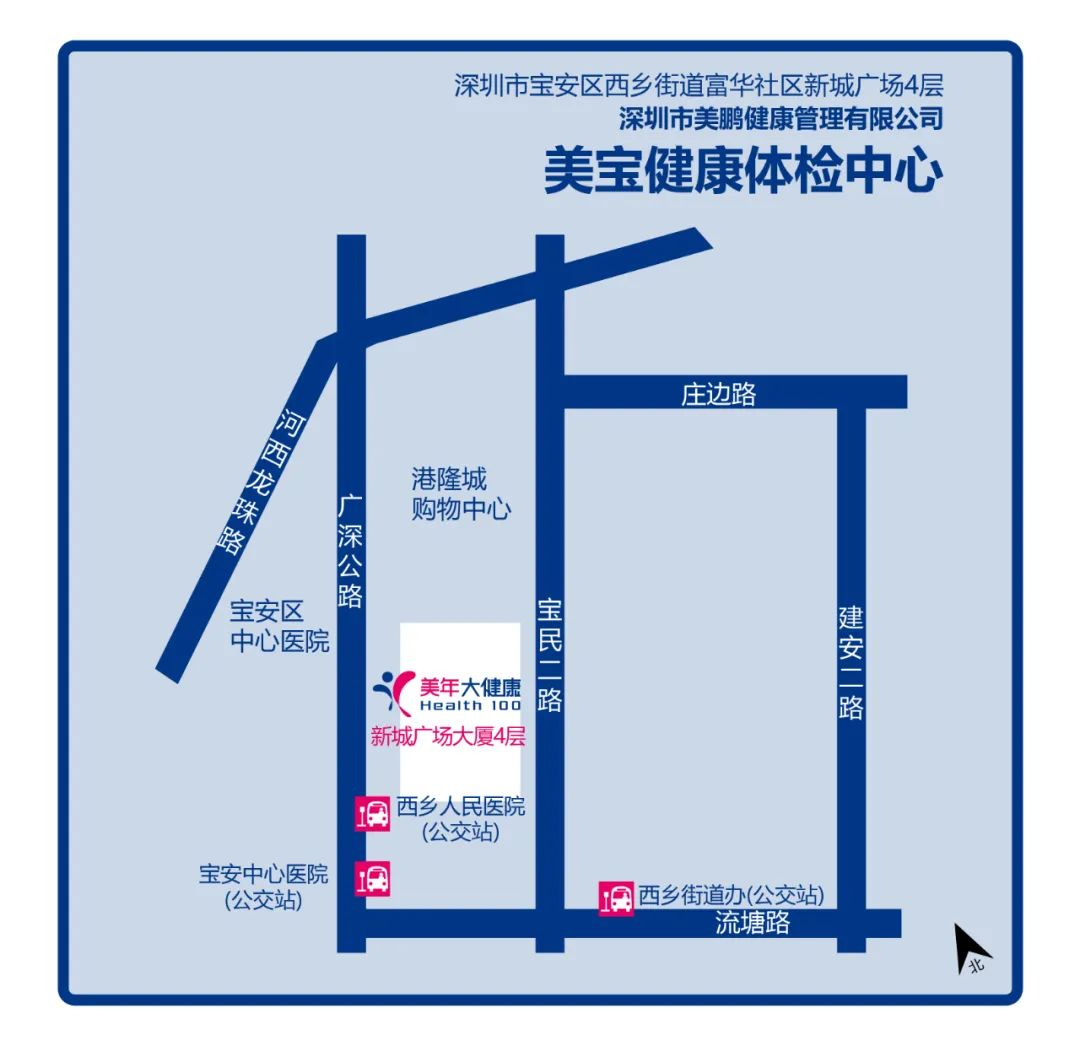 深圳市宝安区西乡街道富华社区新城广场4层
深圳市美鹏健康管理有限公司
美宝健康体检中心
庄边路
河西龙珠路
港隆城
购物中心
广深公路
宝安区
中心医院
宝民二路
建安二路
美年大健康
Health 100
新城广场大厦4层
西乡人民医院
(公交站)
宝安中心医院
(公交站)
西乡街道办(公交站)
流塘路
北